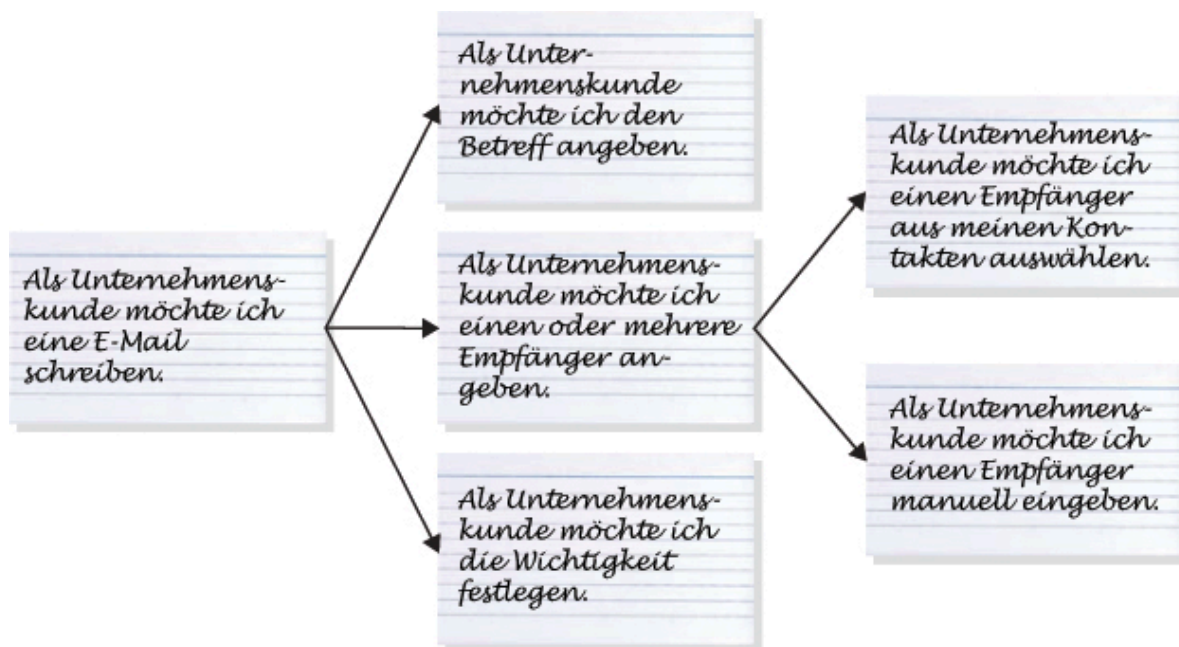 Als Unternehmens-
kunde möchte ich
eine E-Mail
schreiben.
Als Unter-
nehmenskunde
möchte ich den
Betreff angeben.
Als Unternehmens-
kunde möchte ich
einen oder mehrere
Empfänger an-
geben.
Als Unternehmens-
kunde möchte ich
die Wichtigkeit
festlegen.
Als Unternehmens-
kunde möchte ich
einen Empfänger
aus meinen Kon-
takten auswählen.
Als Unternehmens-
kunde möchte ich
einen Empfänger
manuell eingeben.